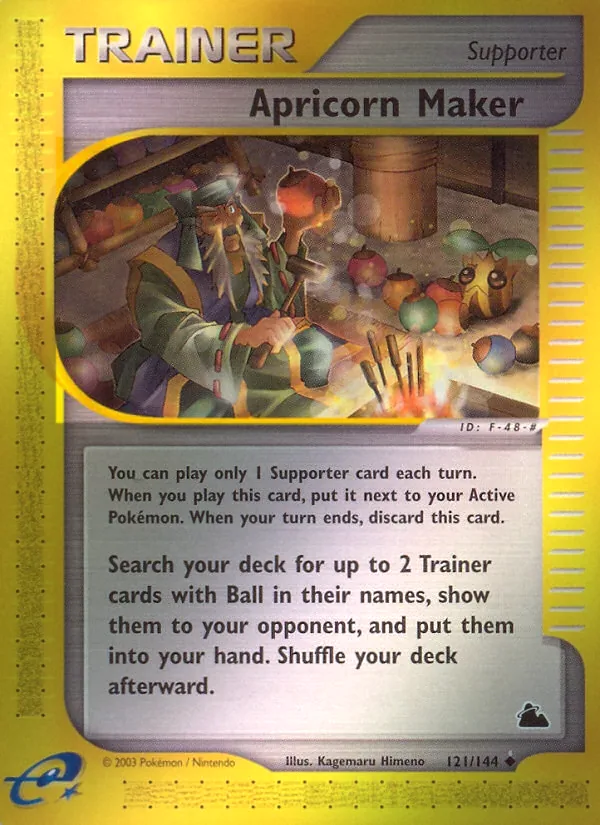 TRAINER
Supporter
Apricorn Maker
ID: F-48-#
You can play only 1 Supporter card each turn.
When you play this card, put it next to your Active
Pokémon. When your turn ends, discard this card.
Search your deck for up to 2 Trainer
cards with Ball in their names, show
them to your opponent, and put them
into your hand. Shuffle your deck
afterward.
© 2003 Pokémon / Nintendo
Illus. Kagemaru Himeno
121/144
e